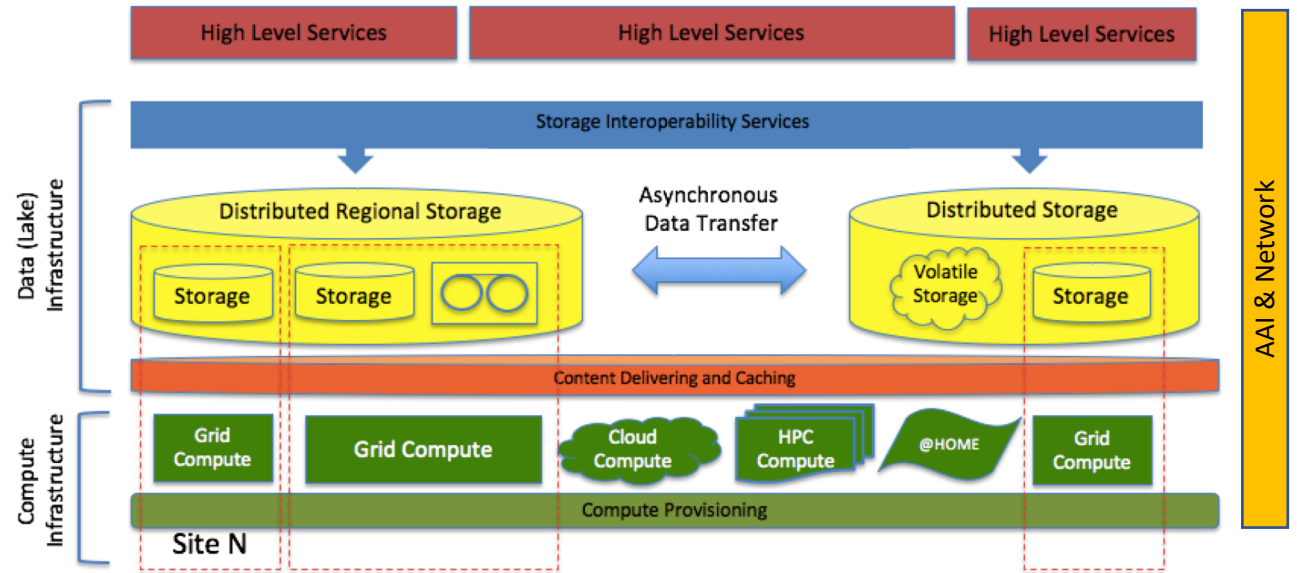 High Level Services
High Level Services
High Level Services
Storage Interoperability Services
Data (Lake)
Infrastructure
Distributed Regional Storage
Asynchronous
Data Transfer
Distributed Storage
Storage
Storage
Volatile
Storage
Storage
Content Delivering and Caching
Compute
Infrastructure
Grid
Compute
Grid Compute
Cloud
Compute
HPC
Compute
@HOME
Grid
Compute
Compute Provisioning
Site N
AAI & Network